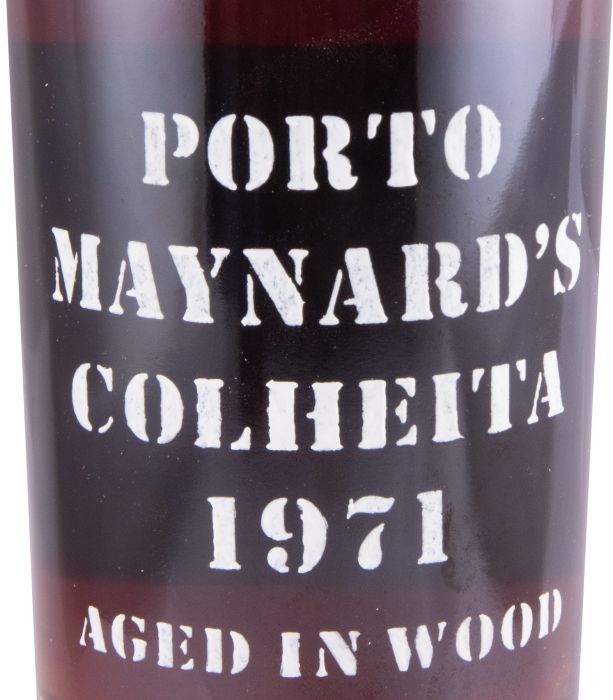 PORTO
MAYNARD'S
COLHEITA
1971
AGED IN WOOD